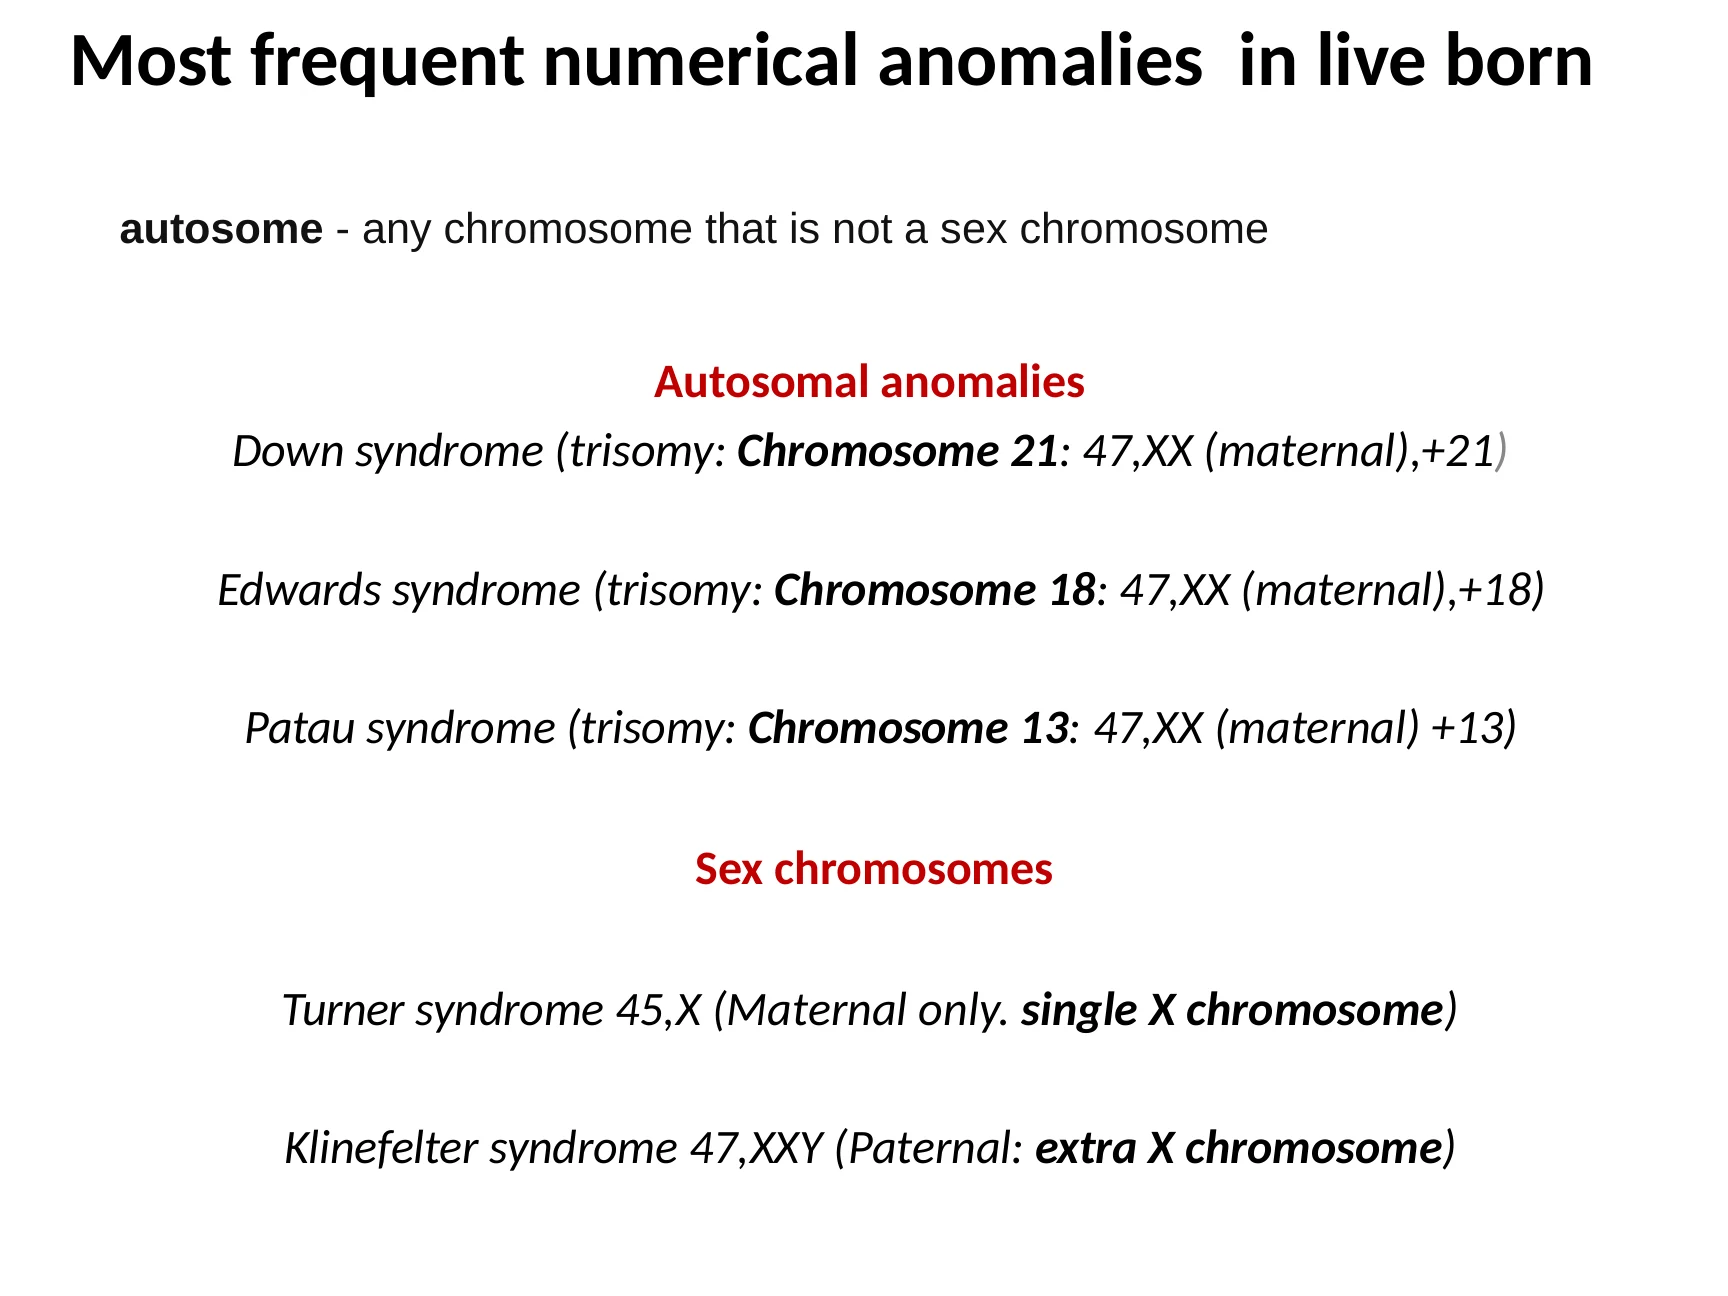 Most frequent numerical anomalies  in live born
autosome - any chromosome that is not a sex chromosome
Autosomal anomalies
Down syndrome (trisomy: Chromosome 21: 47,XX (maternal),+21)
Edwards syndrome (trisomy: Chromosome 18: 47,XX (maternal),+18)
Patau syndrome (trisomy: Chromosome 13: 47,XX (maternal) +13)
Sex chromosomes
Turner syndrome 45,X (Maternal only. single X chromosome)
Klinefelter syndrome 47,XXY (Paternal: extra X chromosome)